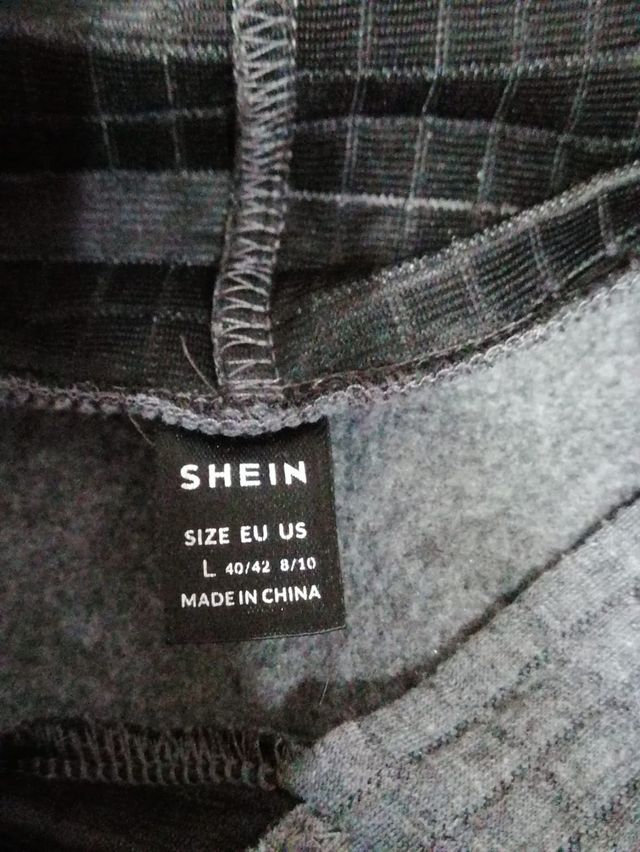 SHEIN
SIZE EU US
L 40/42 8/10
MADE IN CHINA